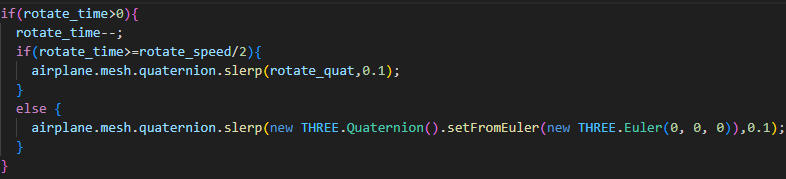 if(rotate_time>0){
  rotate_time--;
  if(rotate_time>=rotate_speed/2){
    airplane.mesh.quaternion.slerp(rotate_quat,0.1);
  }
  else {
    airplane.mesh.quaternion.slerp(new THREE.Quaternion().setFromEuler(new THREE.Euler(0, 0, 0)),0.1);
  }
}